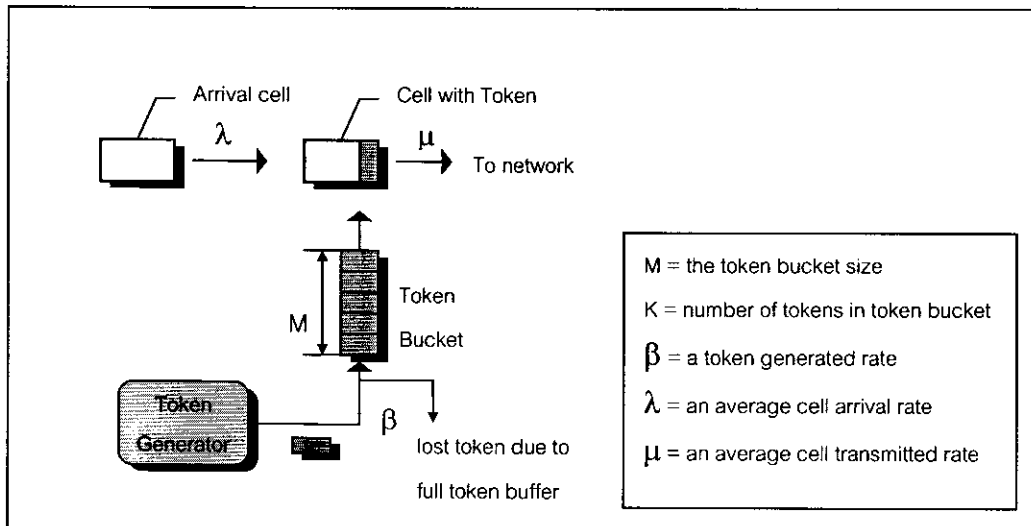 Arrival cell
Cell with Token
λ
μ
To network
M
Token
Bucket
Token
Generator
β
lost token due to
full token buffer
M = the token bucket size
K = number of tokens in token bucket
β = a token generated rate
λ = an average cell arrival rate
μ = an average cell transmitted rate